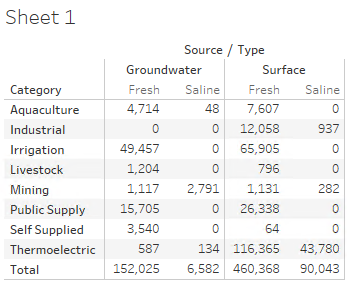 Sheet 1
Source / Type
Groundwater Surface
Category Fresh Saline Fresh Saline
Aquaculture 4,714 48 7,607 0
Industrial 0 0 12,058 937
Irrigation 49,457 0 65,905 0
Livestock 1,204 0 796 0
Mining 1,117 2,791 1,131 282
Public Supply 15,705 0 26,338 0
Self Supplied 3,540 0 64 0
Thermoelectric 587 134 116,365 43,780
Total 152,025 6,582 460,368 90,043